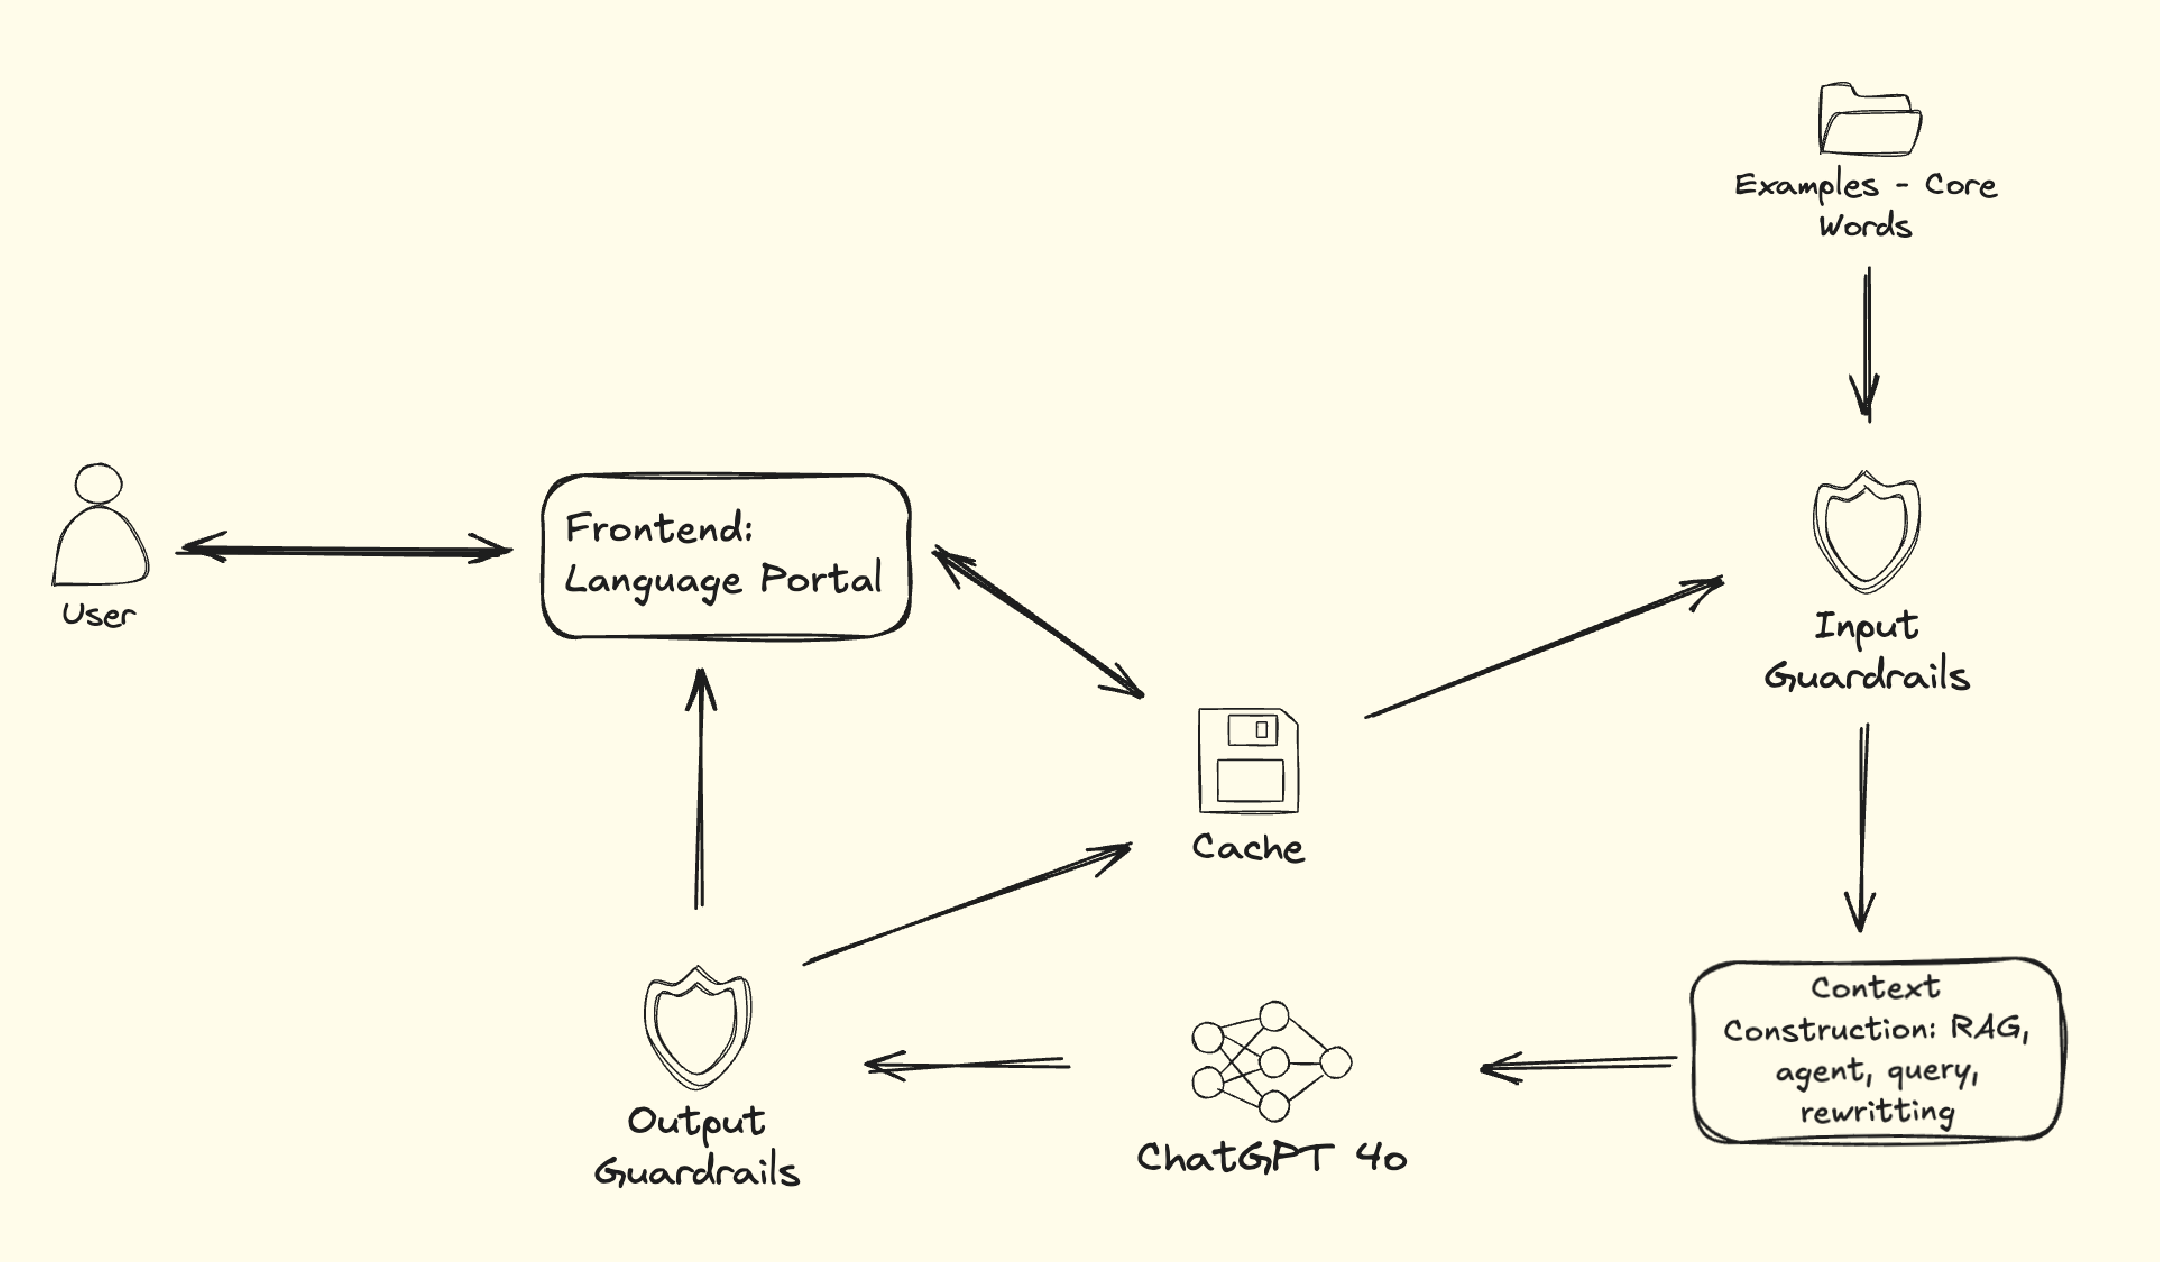 Examples - Core
Words
User
Frontend:
Language Portal
Input
Guardrails
Cache
Context
Construction: RAG,
agent, query,
rewritting
ChatGPT 4o
Output
Guardrails